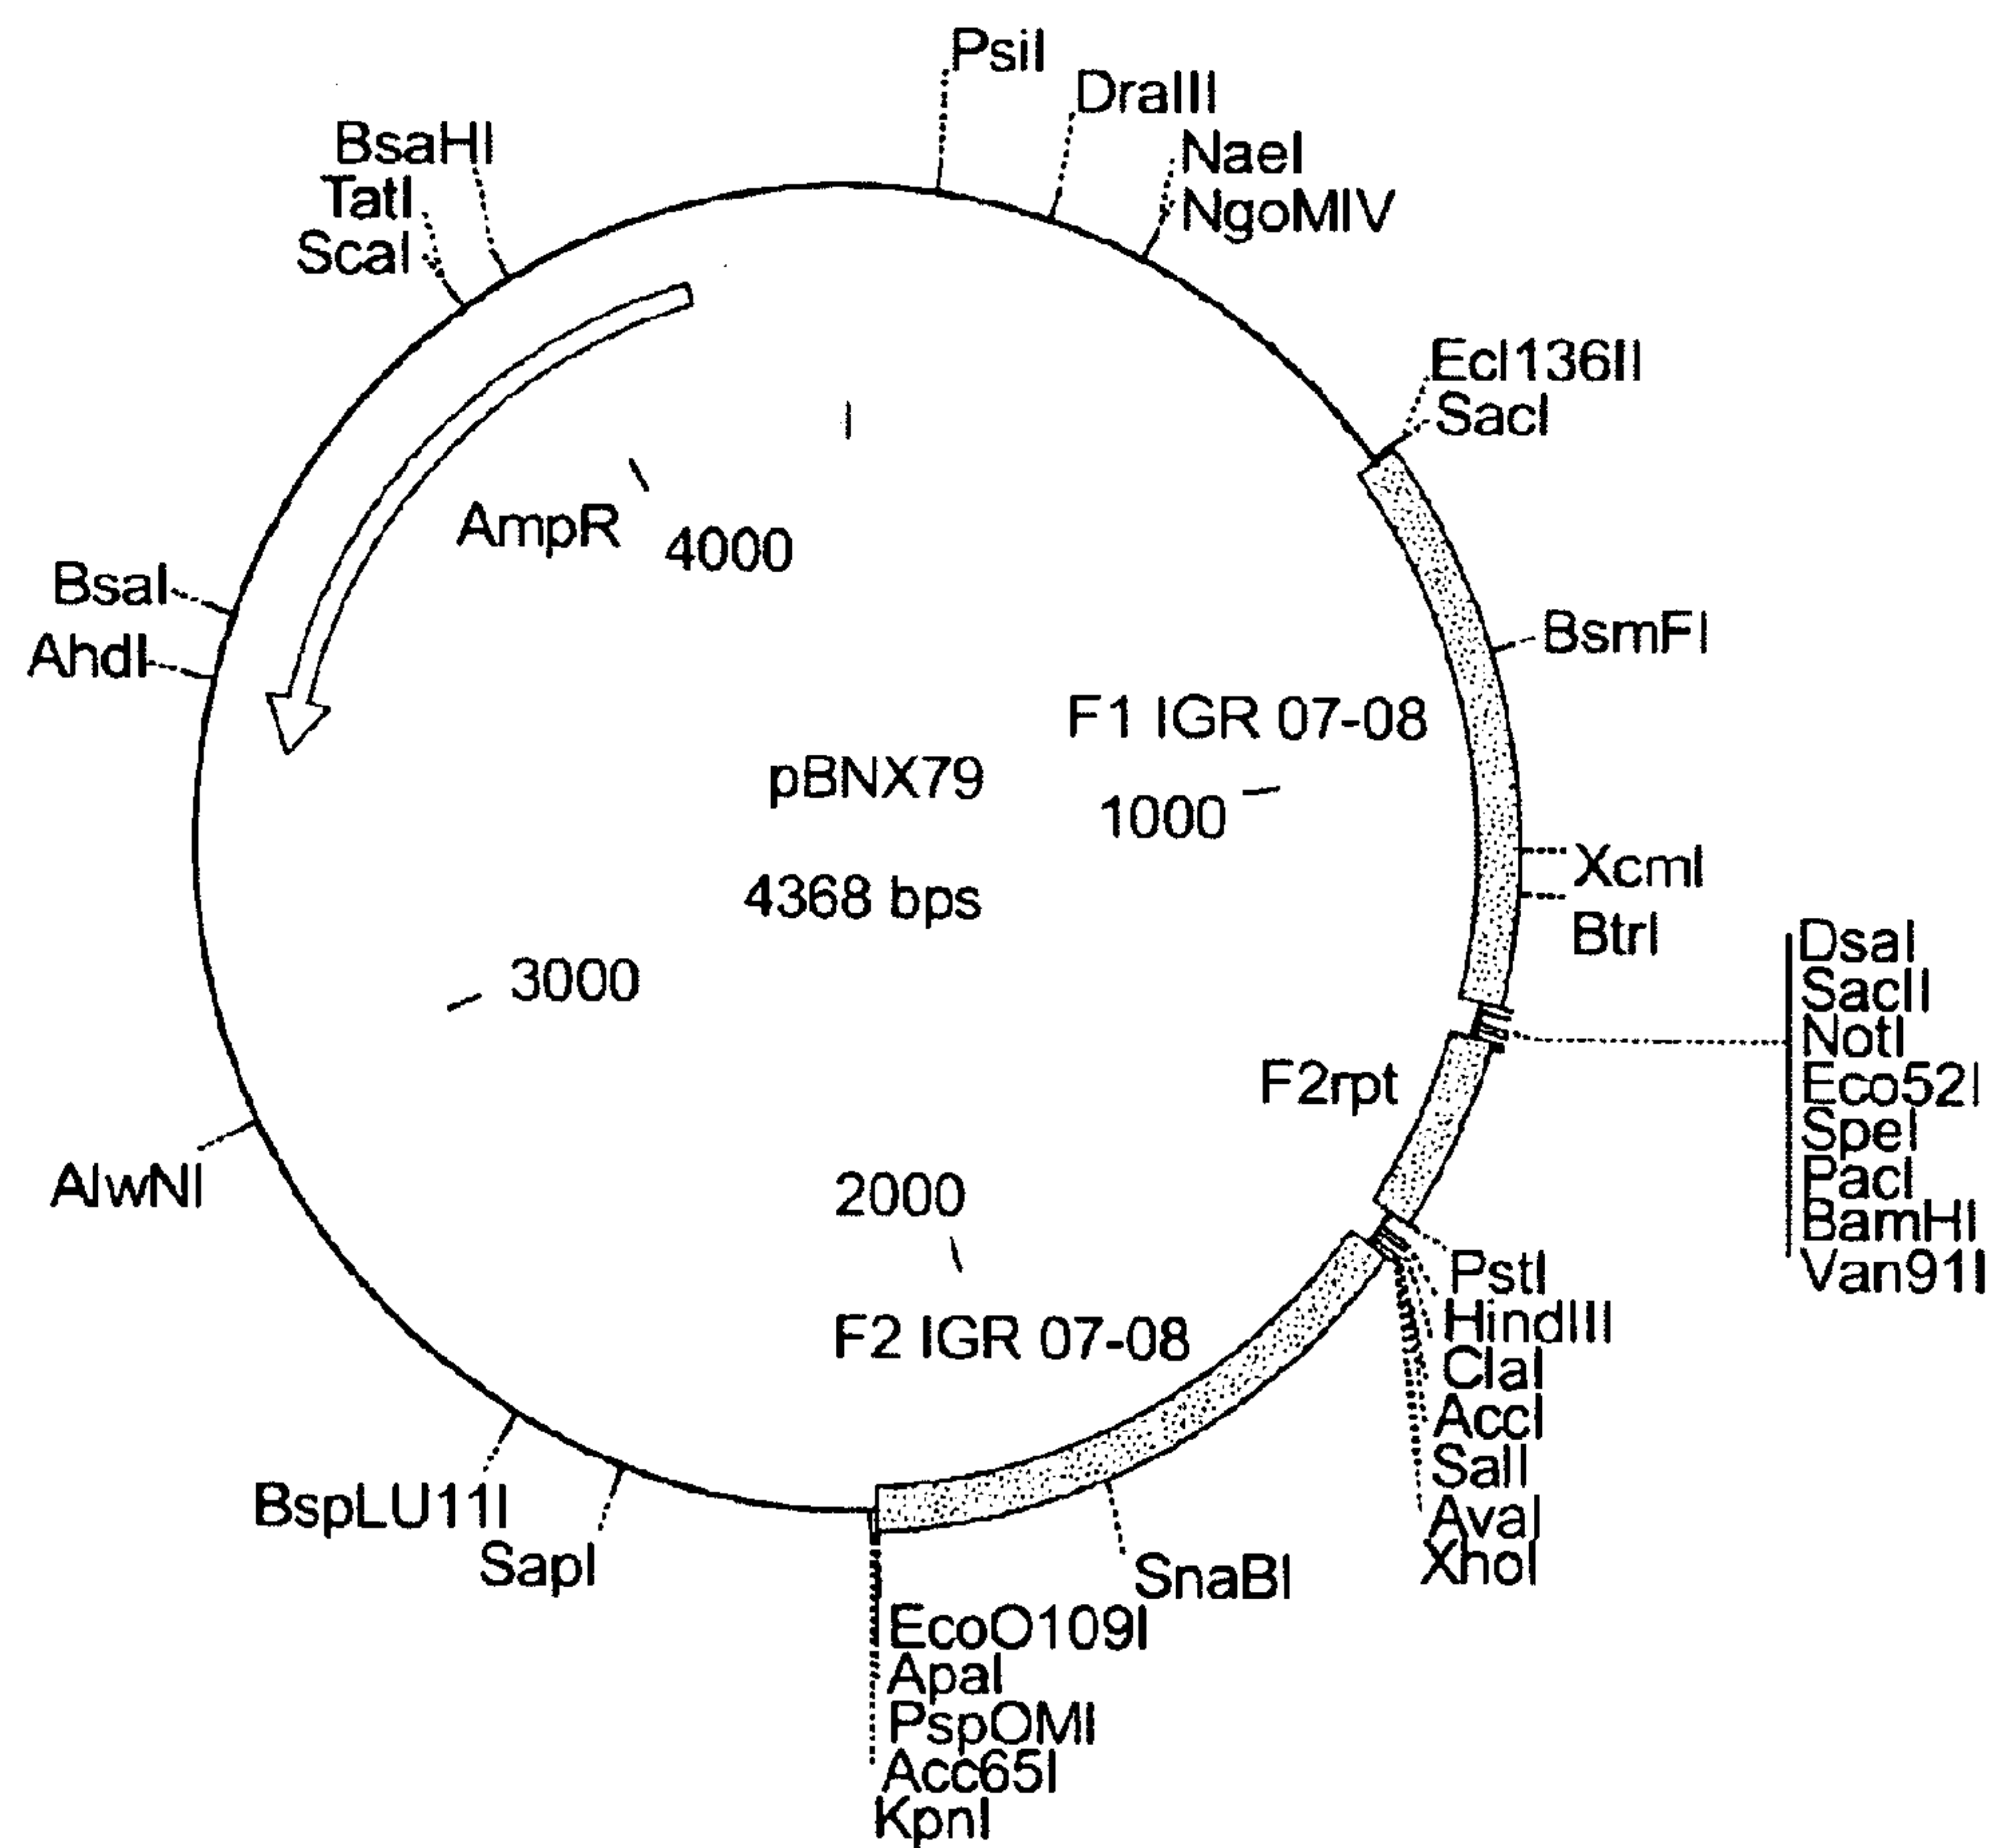 PsiI
DraIII
NaeI
NgoMIV
BsaHI
TatI
ScaI
Ecl136II
SacI
AmpR
4000
BsaI
AhdI
BsmFI
F1 IGR 07-08
pBNX79
1000
4368 bps
XcmI
BtrI
3000
DsaI
SacII
NotI
Eco52I
SpeI
PacI
BamHI
Van91I
F2rpt
AlwNI
2000
PstI
HindIII
ClaI
AccI
SalI
AvaI
XhoI
F2 IGR 07-08
BspLU11I
SapI
SnaBI
EcoO109I
ApaI
PspOMI
Acc65I
KpnI